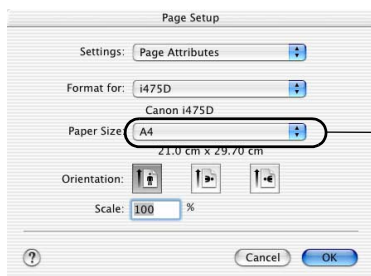 Page Setup
Settings: Page Attributes
Format for: i475D
Canon i475D
Paper Size: A4
21.0 cm x 29.70 cm
Orientation:
Scale: 100 %
? Cancel OK